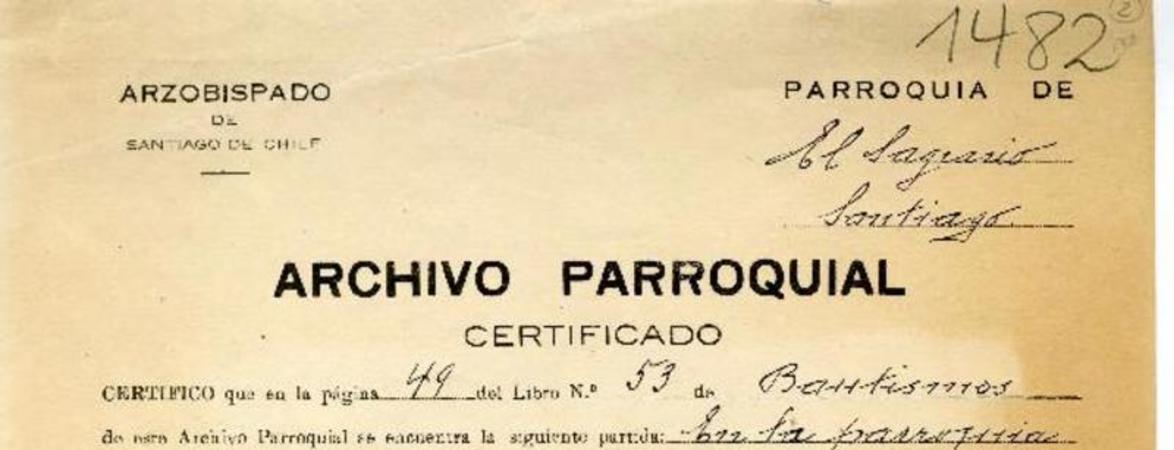 1482
2
ARZOBISPADO
DE
SANTIAGO DE CHILE
PARROQUIA DE
El Sagrario
Santiago
ARCHIVO PARROQUIAL
CERTIFICADO
CERTIFICO que en la página 49 del Libro N.º 53 de Bautismos
de este Archivo Parroquial se encuentra la siguiente partida: En la parroquia